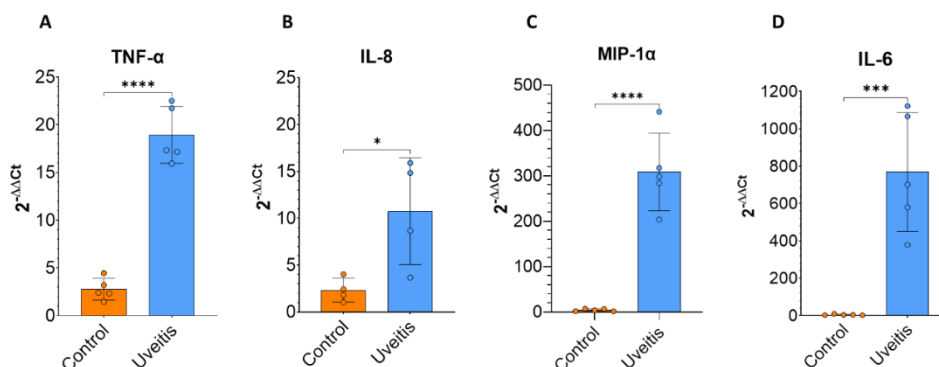 A
TNF-α
2-ΔΔCt
25
20
15
10
5
0
****
Control
Uveitis
B
IL-8
2-ΔΔCt
25
20
15
10
5
0
*
Control
Uveitis
C
MIP-1α
2-ΔΔCt
500
400
300
200
100
0
****
Control
Uveitis
D
IL-6
2-ΔΔCt
1200
1000
800
600
400
200
0
***
Control
Uveitis